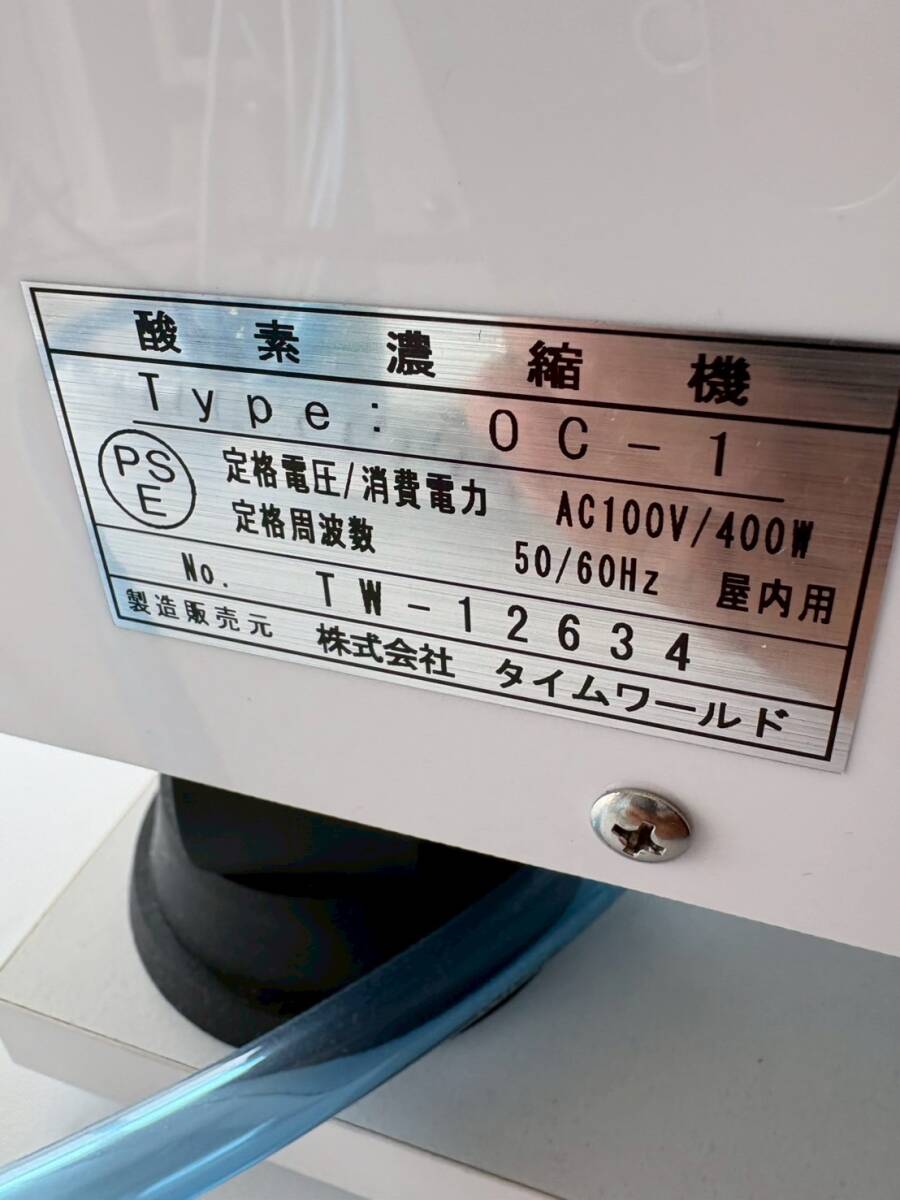 酸素濃縮機
Type: OC-1
PSE
定格電圧/消費電力 AC100V/400W
定格周波数 50/60Hz 屋内用
No. TW-12634
製造販売元 株式会社 タイムワールド